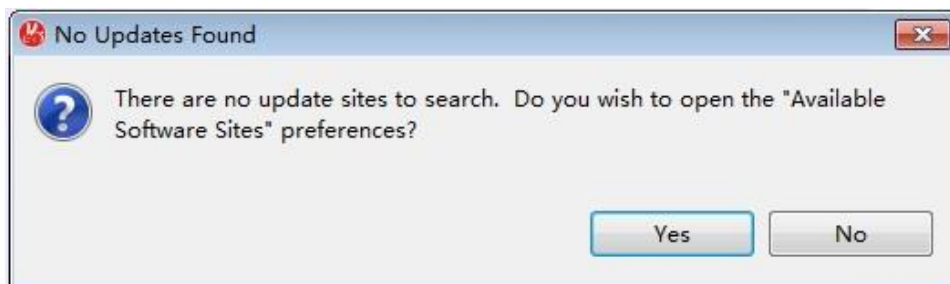 No Updates Found
There are no update sites to search.  Do you wish to open the "Available
Software Sites" preferences?
Yes
No